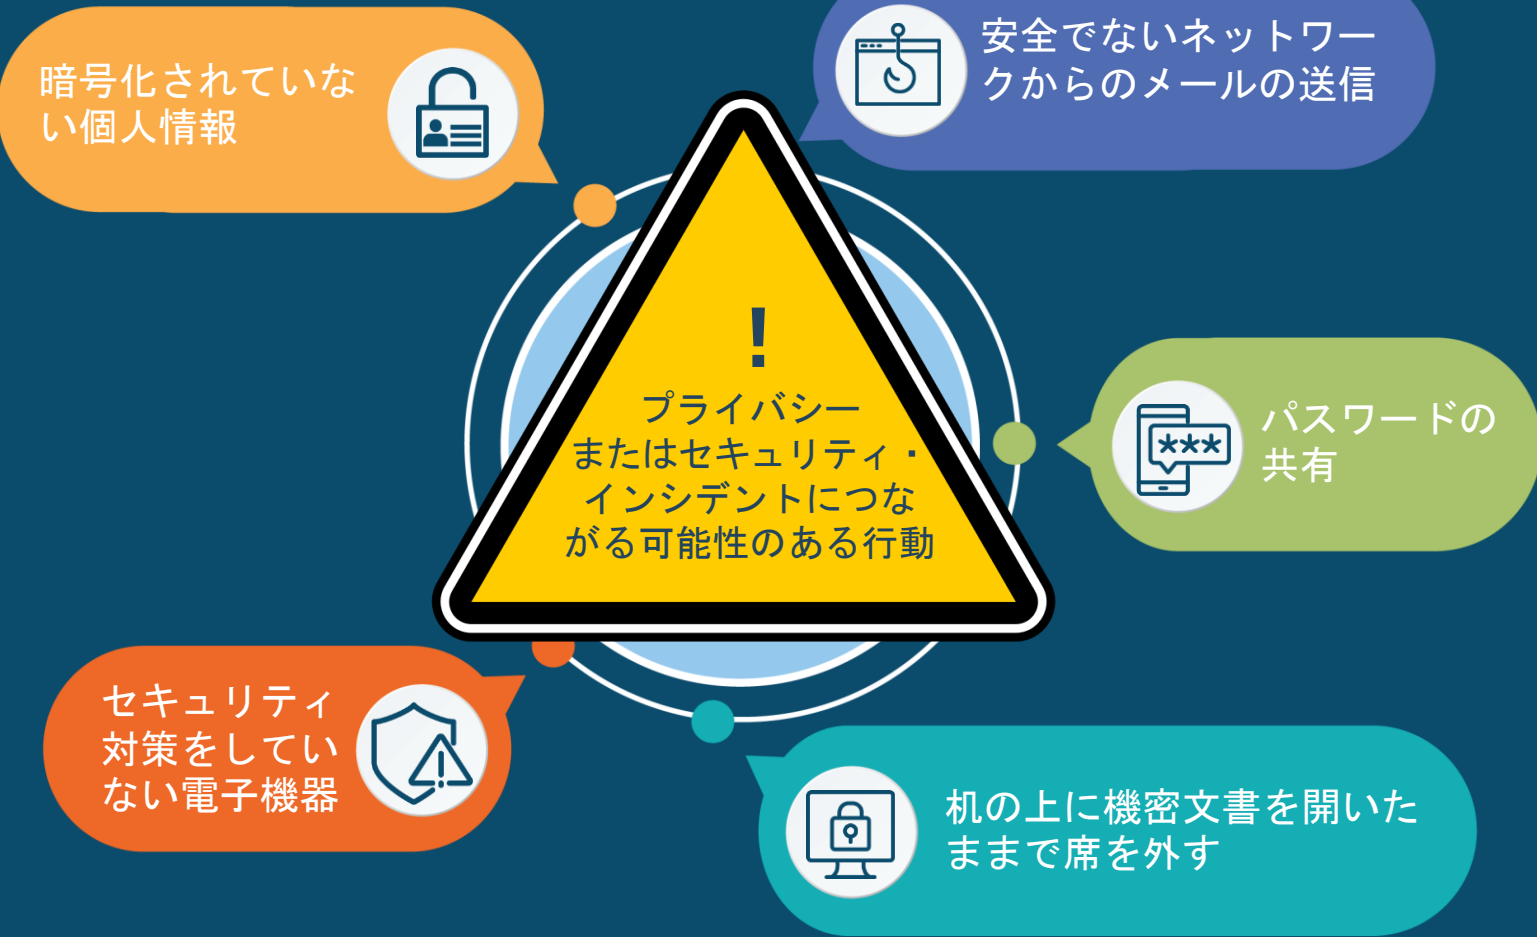 暗号化されていな
い個人情報
安全でないネットワー
クからのメールの送信
!
プライバシー
またはセキュリティ・
インシデントにつな
がる可能性のある行動
***
パスワードの
共有
セキュリティ
対策をしてい
ない電子機器
机の上に機密文書を開いた
ままで席を外す